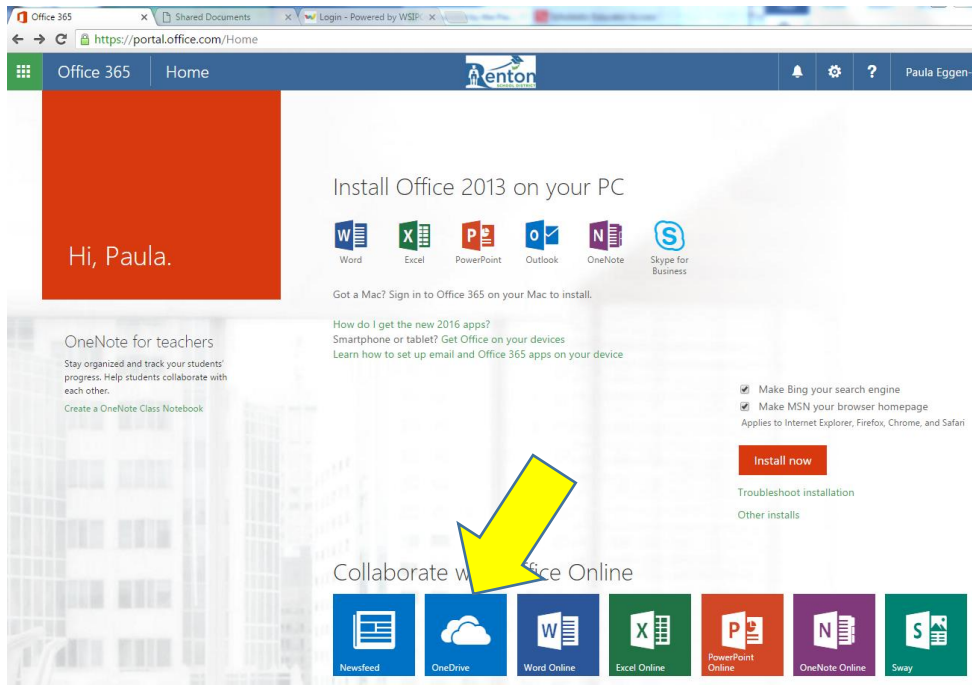 Office 365
Shared Documents
Login - Powered by WSIPC
https://portal.office.com/Home
Office 365
Home
Renton
SCHOOL DISTRICT
?
Paula Eggen-
Hi, Paula.
Install Office 2013 on your PC
Word
Excel
PowerPoint
Outlook
OneNote
Skype for
Business
Got a Mac? Sign in to Office 365 on your Mac to install.
How do I get the new 2016 apps?
Smartphone or tablet? Get Office on your devices
Learn how to set up email and Office 365 apps on your device
OneNote for teachers
Stay organized and track your students'
progress. Help students collaborate with
each other.
Create a OneNote Class Notebook
Make Bing your search engine
Make MSN your browser homepage
Applies to Internet Explorer, Firefox, Chrome, and Safari
Install now
Troubleshoot installation
Other installs
Collaborate w ffice Online
Newsfeed
OneDrive
Word Online
Excel Online
PowerPoint
Online
OneNote Online
Sway